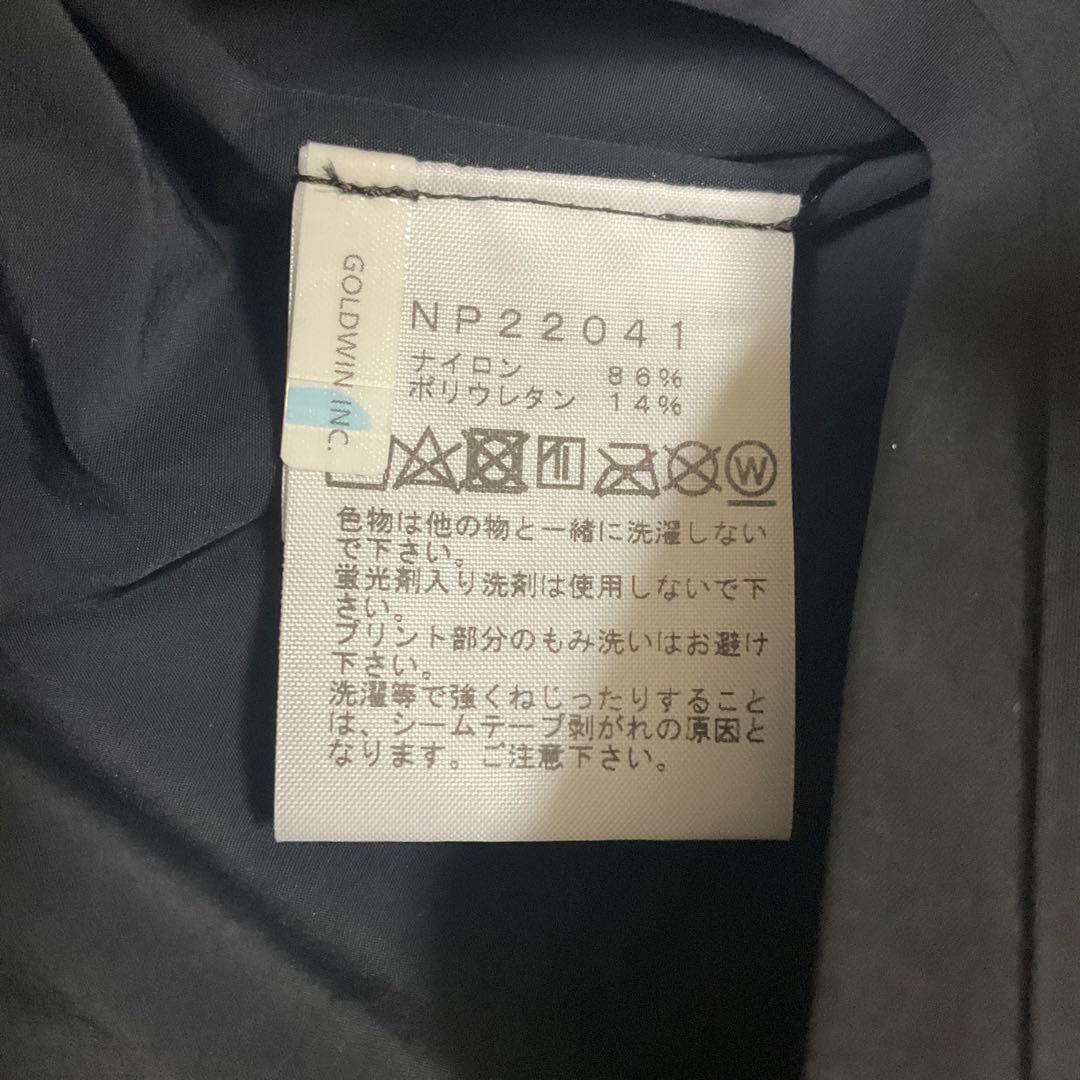 GOLDWIN INC.
NP22041
ナイロン 86%
ポリウレタン 14%
W
色物は他の物と一緒に洗濯しない
で下さい。
蛍光剤入り洗剤は使用しないで下
さい。
プリント部分のもみ洗いはお避け
下さい。
洗濯等で強くねじったりすること
は、シームテープ剥がれの原因と
なります。ご注意下さい。